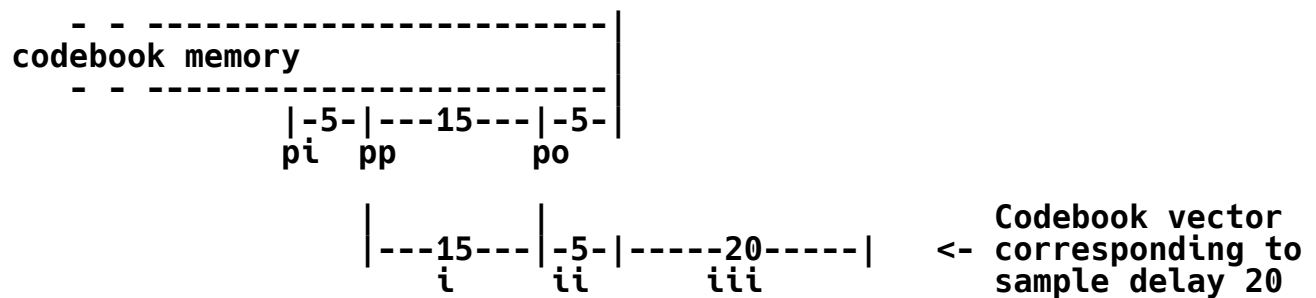 - - ------------------------|
codebook memory |
- - ------------------------|
|-5-|---15---|-5-|
pi pp po
| | Codebook vector
|---15---|-5-|-----20-----| <- corresponding to
i ii iii sample delay 20